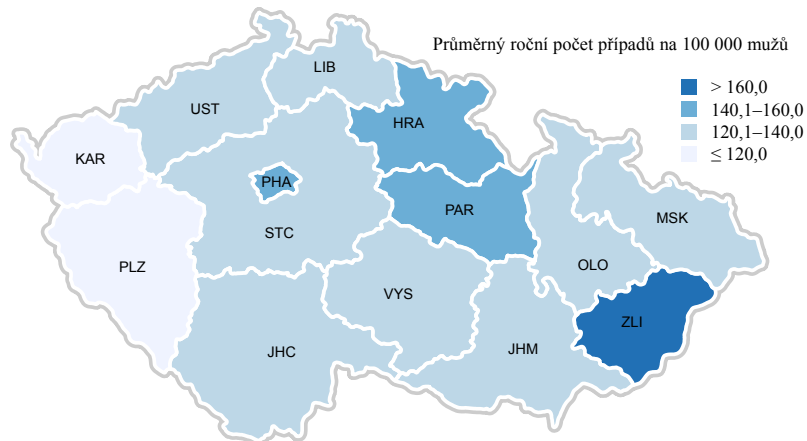 Průměrný roční počet případů na 100 000 mužů
> 160,0
140,1–160,0
120,1–140,0
≤ 120,0
LIB
UST
HRA
KAR
PHA
PAR
STC
MSK
PLZ
OLO
VYS
ZLI
JHC
JHM